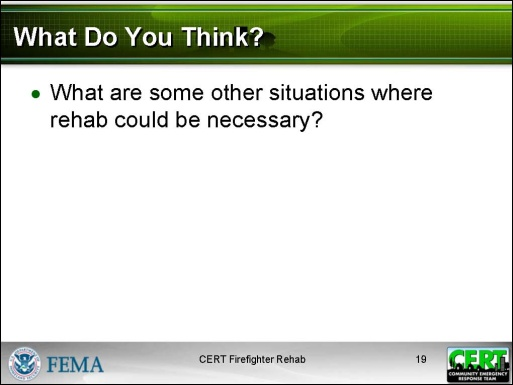 What Do You Think?
• What are some other situations where
rehab could be necessary?
FEMA
CERT Firefighter Rehab
19
CERT
COMMUNITY EMERGENCY
RESPONSE TEAM